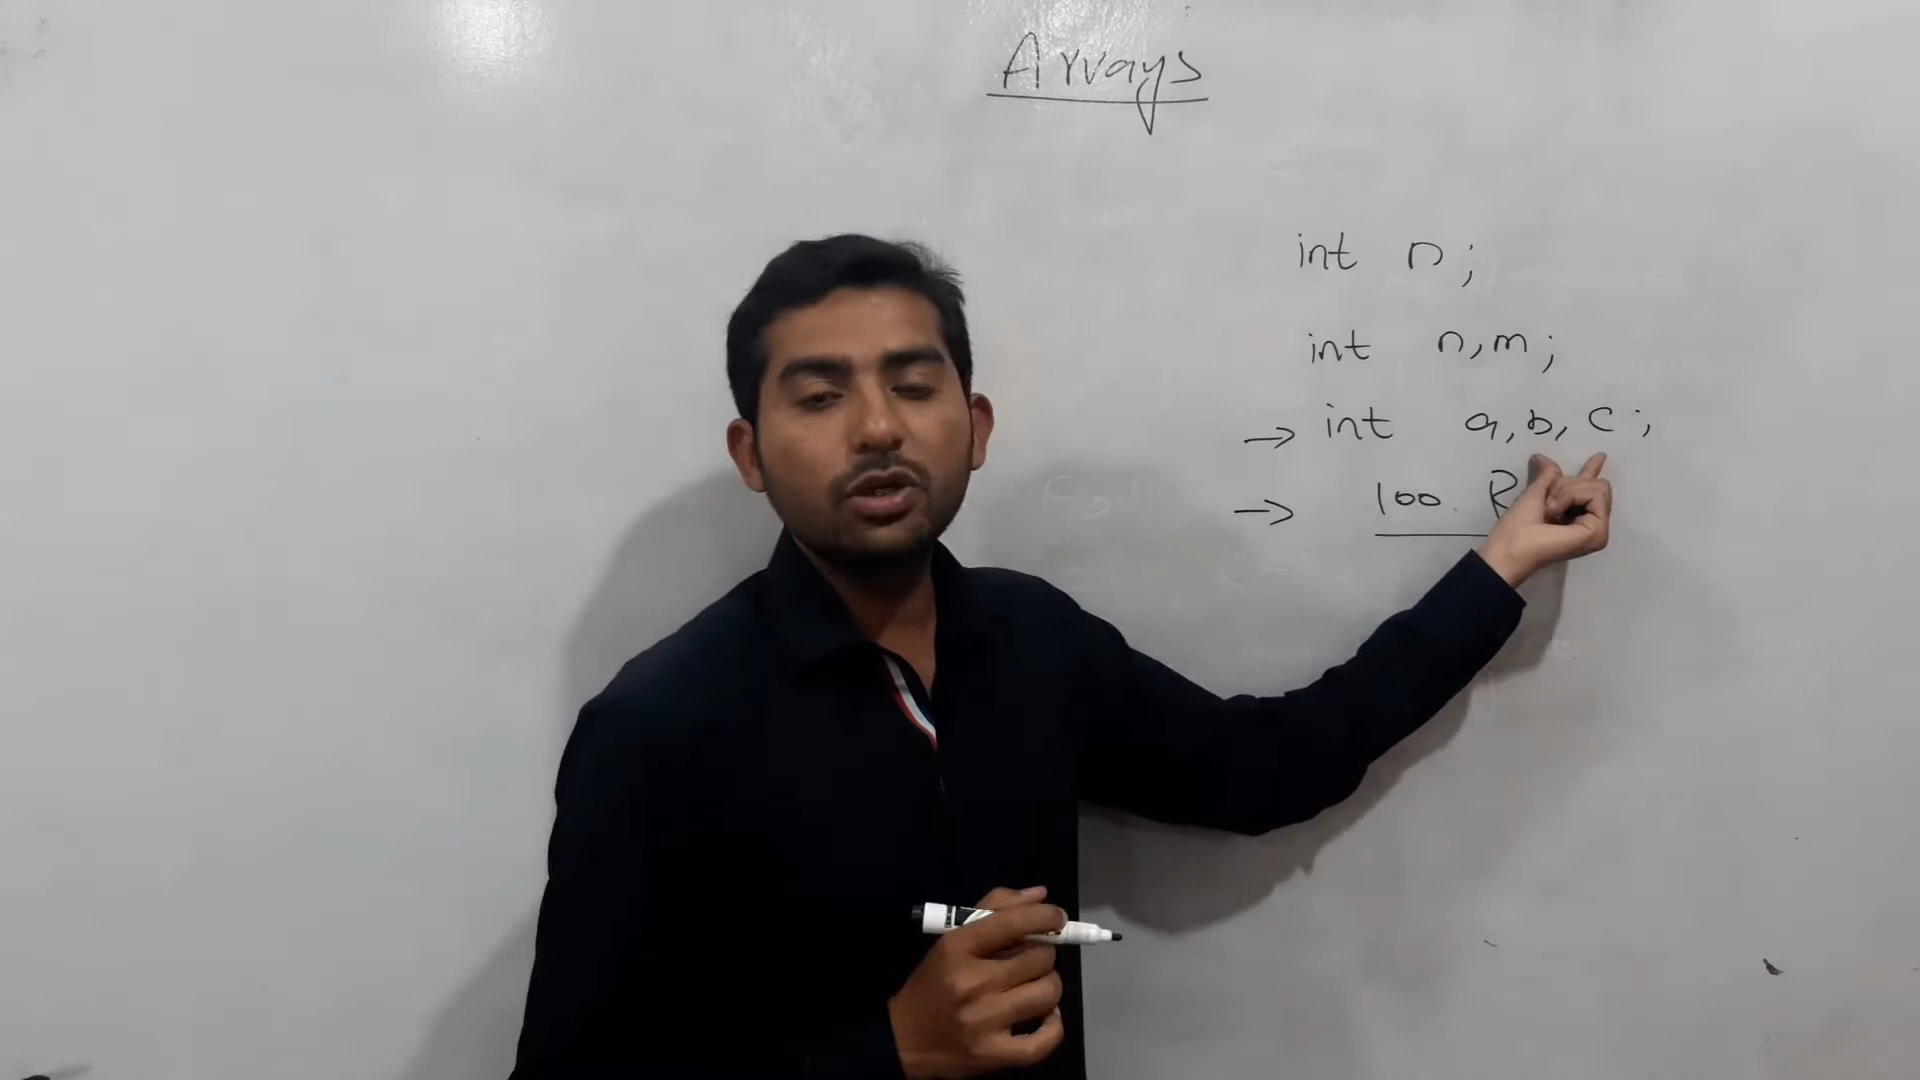 Arrays
int n;
int n,m;
→ int a,b,c;
→ 100 R